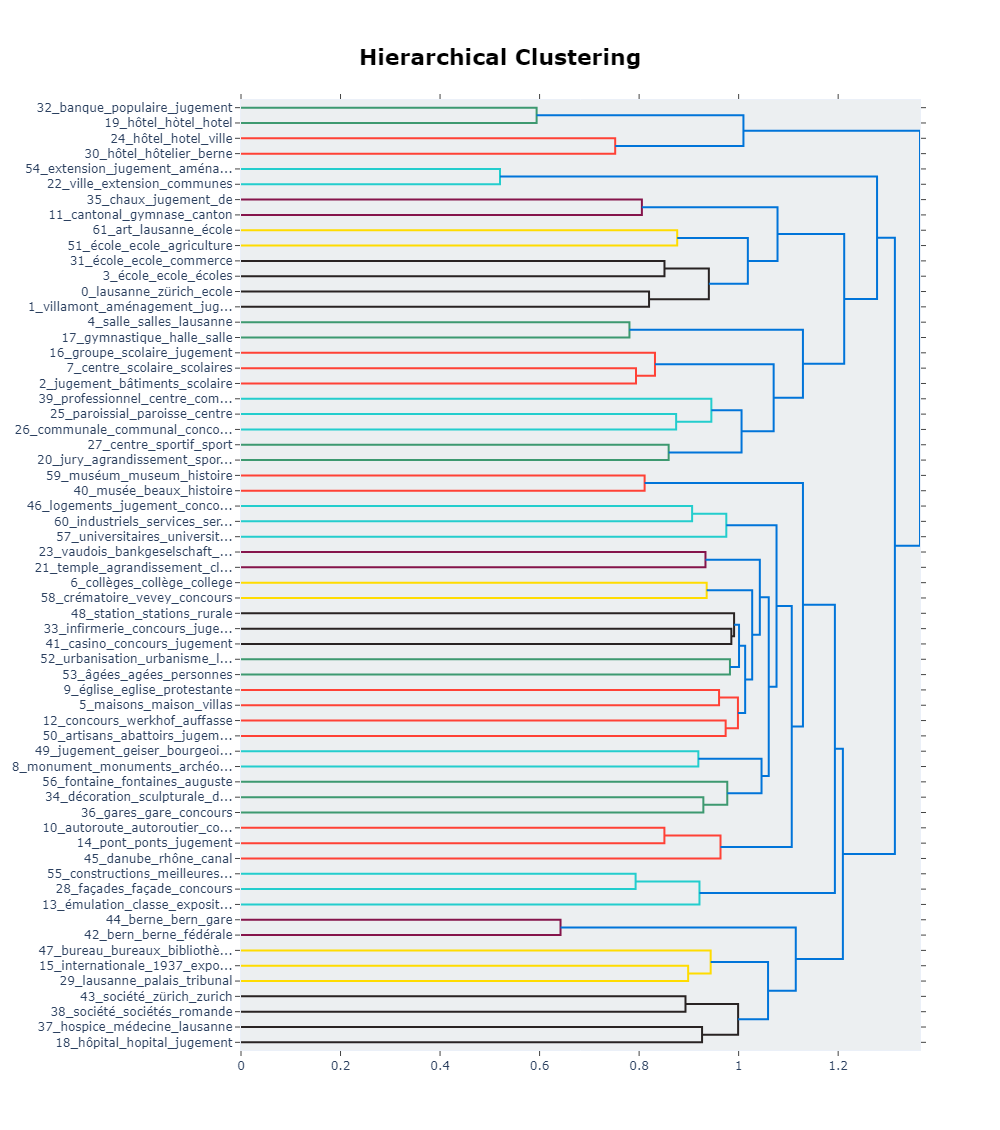 Hierarchical Clustering
32_banque_populaire_jugement
19_hôtel_hòtel_hotel
24_hôtel_hotel_ville
30_hôtel_hôtelier_berne
54_extension_jugement_aména...
22_ville_extension_communes
35_chaux_jugement_de
11_cantonal_gymnase_canton
61_art_lausanne_école
51_école_ecole_agriculture
31_école_ecole_commerce
3_école_ecole_écoles
0_lausanne_zürich_ecole
1_villamont_aménagement_jug...
4_salle_salles_lausanne
17_gymnastique_halle_salle
16_groupe_scolaire_jugement
7_centre_scolaire_scolaires
2_jugement_bâtiments_scolaire
39_professionnel_centre_com...
25_paroissial_paroisse_centre
26_communale_communal_conco...
27_centre_sportif_sport
20_jury_agrandissement_spor...
59_muséum_museum_histoire
40_musée_beaux_histoire
46_logements_jugement_conco...
60_industriels_services_ser...
57_universitaires_universit...
23_vaudois_bankgeselschaft_...
21_temple_agrandissement_cl...
6_collèges_collège_college
58_crématoire_vevey_concours
48_station_stations_rurale
33_infirmerie_concours_juge...
41_casino_concours_jugement
52_urbanisation_urbanisme_l...
53_âgées_agées_personnes
9_église_eglise_protestante
5_maisons_maison_villas
12_concours_werkhof_auffasse
50_artisans_abattoirs_jugem...
49_jugement_geiser_bourgeoi...
8_monument_monuments_archéo...
56_fontaine_fontaines_auguste
34_décoration_sculpturale_d...
36_gares_gare_concours
10_autoroute_autoroutier_co...
14_pont_ponts_jugement
45_danube_rhône_canal
55_constructions_meilleures...
28_façades_façade_concours
13_émulation_classe_exposit...
44_berne_bern_gare
42_bern_berne_fédérale
47_bureau_bureaux_bibliothè...
15_internationale_1937_expo...
29_lausanne_palais_tribunal
43_société_zürich_zurich
38_société_sociétés_romande
37_hospice_médecine_lausanne
18_hôpital_hopital_jugement
0 0.2 0.4 0.6 0.8 1 1.2